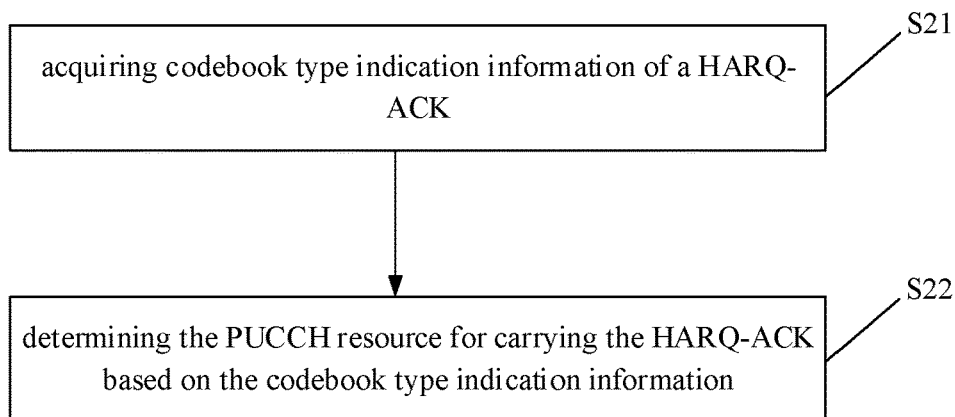 S21
acquiring codebook type indication information of a HARQ-
ACK
S22
determining the PUCCH resource for carrying the HARQ-ACK
based on the codebook type indication information